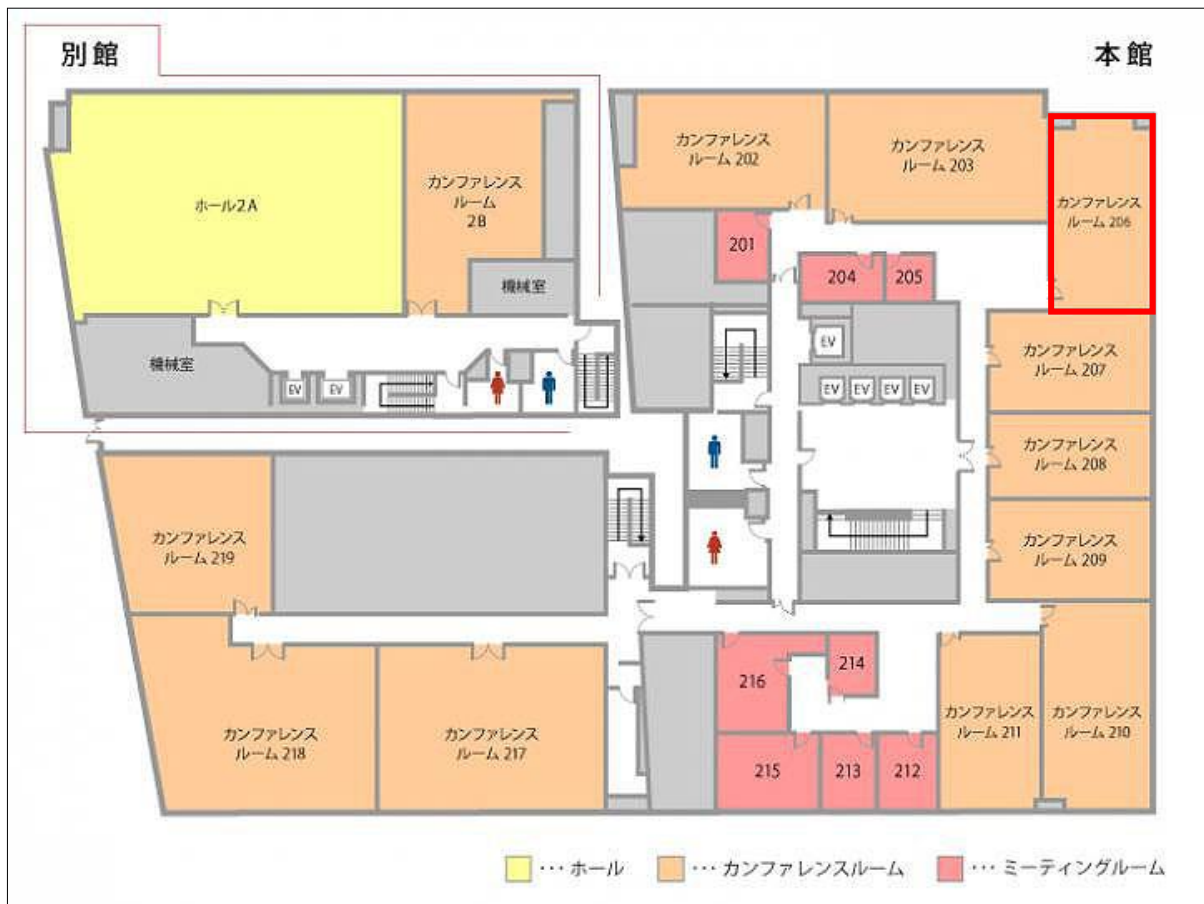 別館
本館
ホール2A
カンファレンス
ルーム
2B
機械室
機械室
EV
EV
カンファレンス
ルーム 202
カンファレンス
ルーム 203
カンファレンス
ルーム 206
201
204
205
EV
EV
EV
EV
EV
カンファレンス
ルーム 207
カンファレンス
ルーム 208
カンファレンス
ルーム 209
カンファレンス
ルーム 219
カンファレンス
ルーム 218
カンファレンス
ルーム 217
216
214
215
213
212
カンファレンス
ルーム 211
カンファレンス
ルーム 210
・・・ホール
・・・カンファレンスルーム
・・・ミーティングルーム